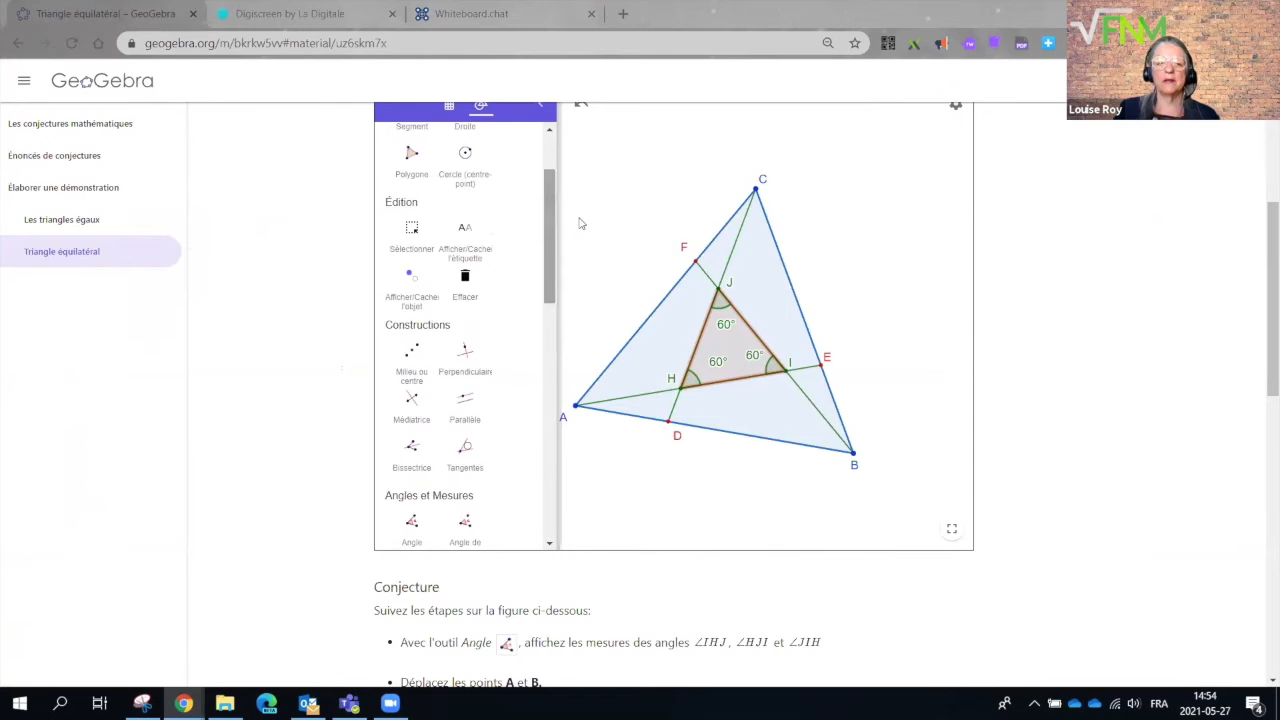 Triangle équilatéral – GeoGebra
Digiscreen by La Digitale
Whiteboard.chat
geogebra.org/m/bkrkw5vv#material/uz6skm7x
TW
PDF
FNM
Louise Roy
GeoGebra
Les conjectures mathématiques
Énoncés de conjectures
Élaborer une démonstration
Les triangles égaux
Triangle équilatéral
Segment
Droite
Polygone
Cercle (centre-point)
Édition
Sélectionner
AA
Afficher/Cacher l'étiquette
Afficher/Cacher l'objet
Effacer
Constructions
Milieu ou centre
Perpendiculaire
Médiatrice
Parallèle
Bissectrice
Tangentes
Angles et Mesures
Angle
Angle de
C
F
J
60°
60°
60°
I
E
H
A
D
B
Conjecture
Suivez les étapes sur la figure ci-dessous:
Avec l'outil Angle , affichez les mesures des angles ∠IHJ, ∠HJI et ∠JIH
Déplacez les points A et B.
FRA
14:54
2021-05-27
4